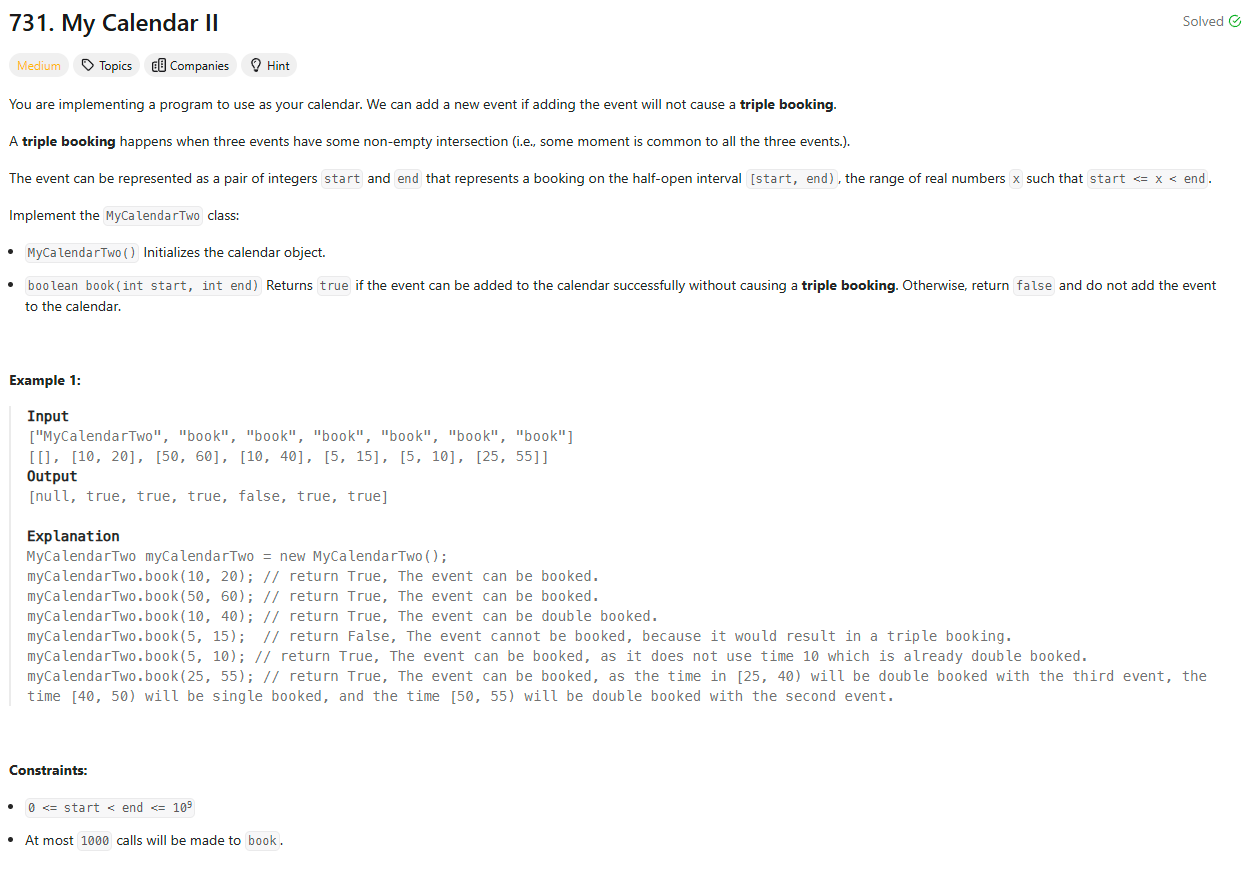 731. My Calendar II
Solved
Medium Topics Companies Hint
You are implementing a program to use as your calendar. We can add a new event if adding the event will not cause a triple booking.
A triple booking happens when three events have some non-empty intersection (i.e., some moment is common to all the three events.).
The event can be represented as a pair of integers start and end that represents a booking on the half-open interval [start, end), the range of real numbers x such that start <= x < end.
Implement the MyCalendarTwo class:
• MyCalendarTwo() Initializes the calendar object.
• boolean book(int start, int end) Returns true if the event can be added to the calendar successfully without causing a triple booking. Otherwise, return false and do not add the event
to the calendar.
Example 1:
Input
["MyCalendarTwo", "book", "book", "book", "book", "book", "book"]
[[], [10, 20], [50, 60], [10, 40], [5, 15], [5, 10], [25, 55]]
Output
[null, true, true, true, false, true, true]
Explanation
MyCalendarTwo myCalendarTwo = new MyCalendarTwo();
myCalendarTwo.book(10, 20); // return True, The event can be booked.
myCalendarTwo.book(50, 60); // return True, The event can be booked.
myCalendarTwo.book(10, 40); // return True, The event can be double booked.
myCalendarTwo.book(5, 15);  // return False, The event cannot be booked, because it would result in a triple booking.
myCalendarTwo.book(5, 10); // return True, The event can be booked, as it does not use time 10 which is already double booked.
myCalendarTwo.book(25, 55); // return True, The event can be booked, as the time in [25, 40) will be double booked with the third event, the
time [40, 50) will be single booked, and the time [50, 55) will be double booked with the second event.
Constraints:
• 0 <= start < end <= 10⁹
• At most 1000 calls will be made to book.